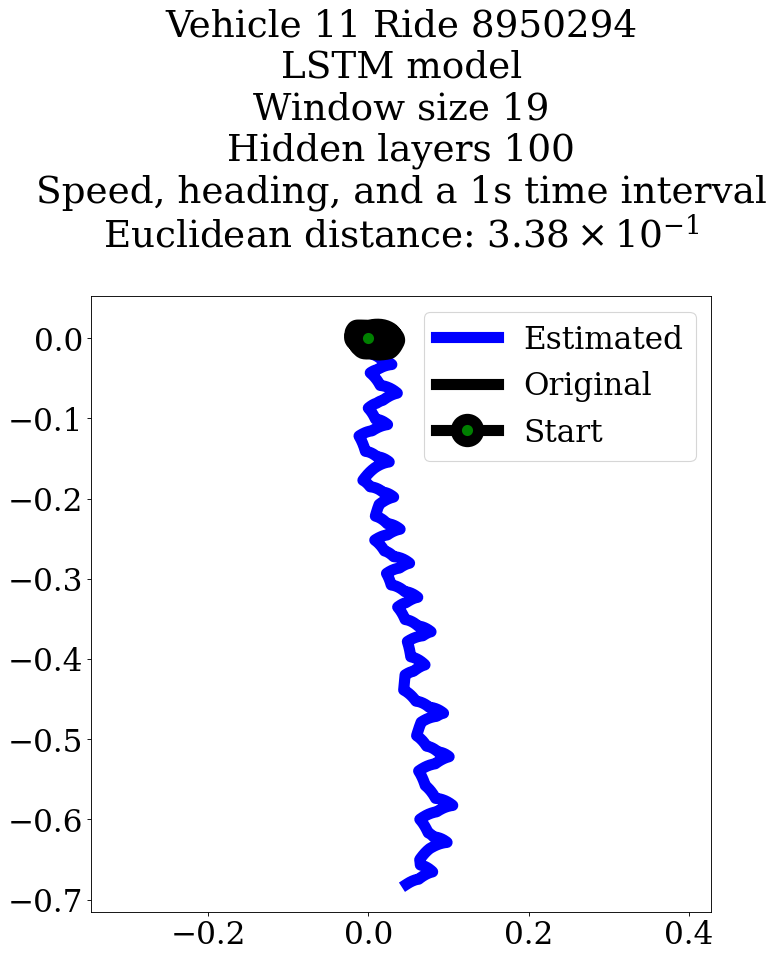 Vehicle 11 Ride 8950294
LSTM model
Window size 19
Hidden layers 100
Speed, heading, and a 1s time interval
Euclidean distance: 3.38 × 10⁻¹
Estimated
Original
Start
0.0
−0.1
−0.2
−0.3
−0.4
−0.5
−0.6
−0.7
−0.2 0.0 0.2 0.4